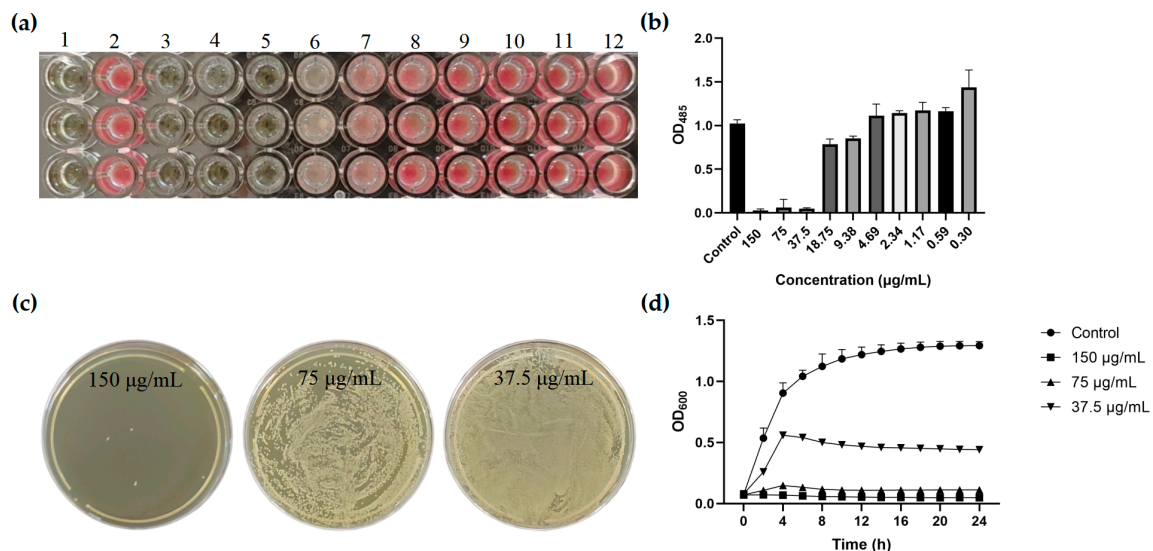 (a)
1 2 3 4 5 6 7 8 9 10 11 12
(b)
OD485
2.0
1.5
1.0
0.5
0.0
Control 150 75 37.5 18.75 9.38 4.69 2.34 1.17 0.59 0.30
Concentration (μg/mL)
(c)
150 μg/mL 75 μg/mL 37.5 μg/mL
(d)
OD600
1.5
1.0
0.5
0.0
0 4 8 12 16 20 24
Time (h)
Control
150 μg/mL
75 μg/mL
37.5 μg/mL